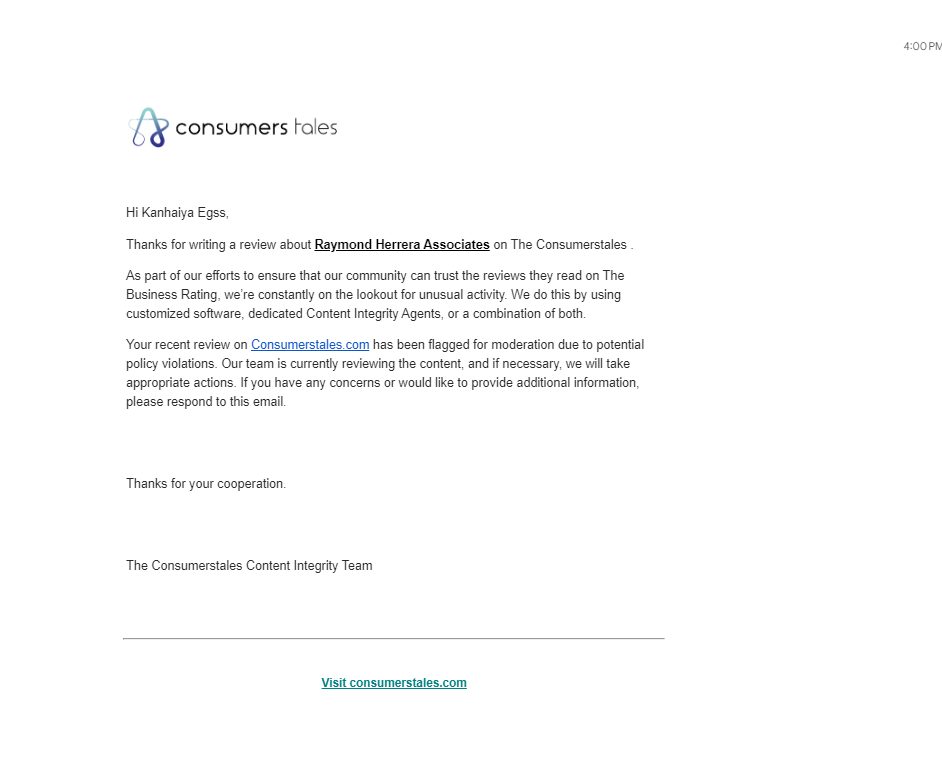 4:00 PM
consumers tales
Hi Kanhaiya Egss,
Thanks for writing a review about Raymond Herrera Associates on The Consumerstales .
As part of our efforts to ensure that our community can trust the reviews they read on The
Business Rating, we’re constantly on the lookout for unusual activity. We do this by using
customized software, dedicated Content Integrity Agents, or a combination of both.
Your recent review on Consumerstales.com has been flagged for moderation due to potential
policy violations. Our team is currently reviewing the content, and if necessary, we will take
appropriate actions. If you have any concerns or would like to provide additional information,
please respond to this email.
Thanks for your cooperation.
The Consumerstales Content Integrity Team
Visit consumerstales.com